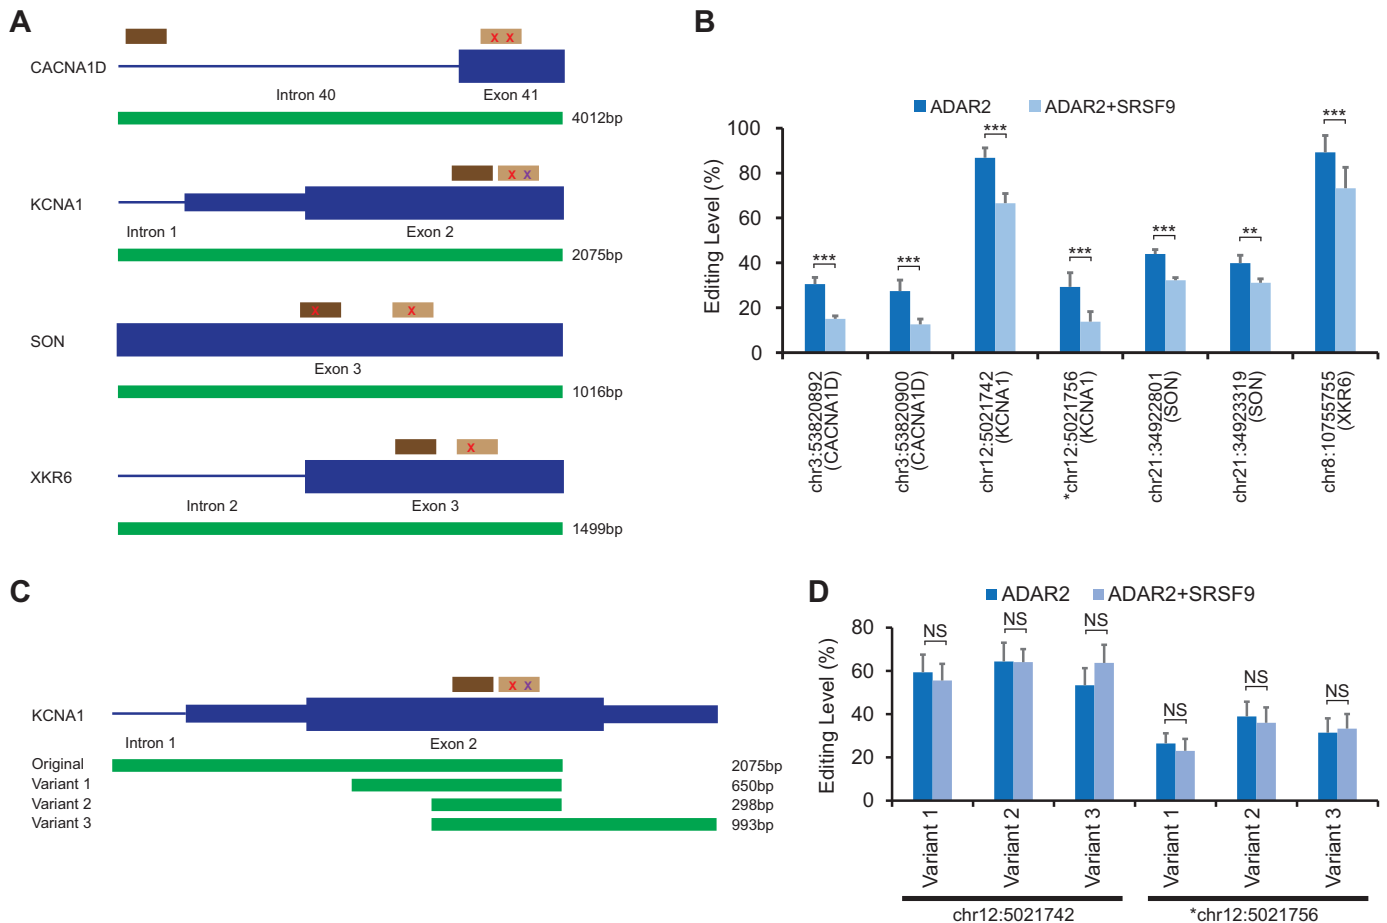 A
CACNA1D
x x
Intron 40 Exon 41
4012bp
KCNA1
x x
Intron 1 Exon 2
2075bp
SON
x x
Exon 3
1016bp
XKR6
x
Intron 2 Exon 3
1499bp
B
ADAR2 ADAR2+SRSF9
Editing Level (%)
100
80
60
40
20
0
*** *** *** *** *** ** ***
chr3:53820892
(CACNA1D)
chr3:53820900
(CACNA1D)
chr12:5021742
(KCNA1)
*chr12:5021756
(KCNA1)
chr21:34922801
(SON)
chr21:34923319
(SON)
chr8:10755755
(XKR6)
C
KCNA1
x x
Intron 1 Exon 2
Original 2075bp
Variant 1 650bp
Variant 2 298bp
Variant 3 993bp
D
ADAR2 ADAR2+SRSF9
Editing Level (%)
80
60
40
20
0
NS NS NS NS NS NS
Variant 1
Variant 2
Variant 3
Variant 1
Variant 2
Variant 3
chr12:5021742 *chr12:5021756